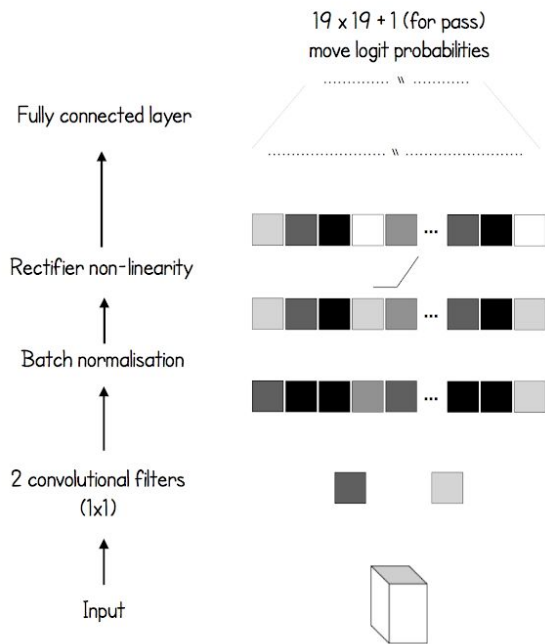 19 x 19 + 1 (for pass)
move logit probabilities
Fully connected layer
Rectifier non-linearity
Batch normalisation
2 convolutional filters
(1x1)
Input